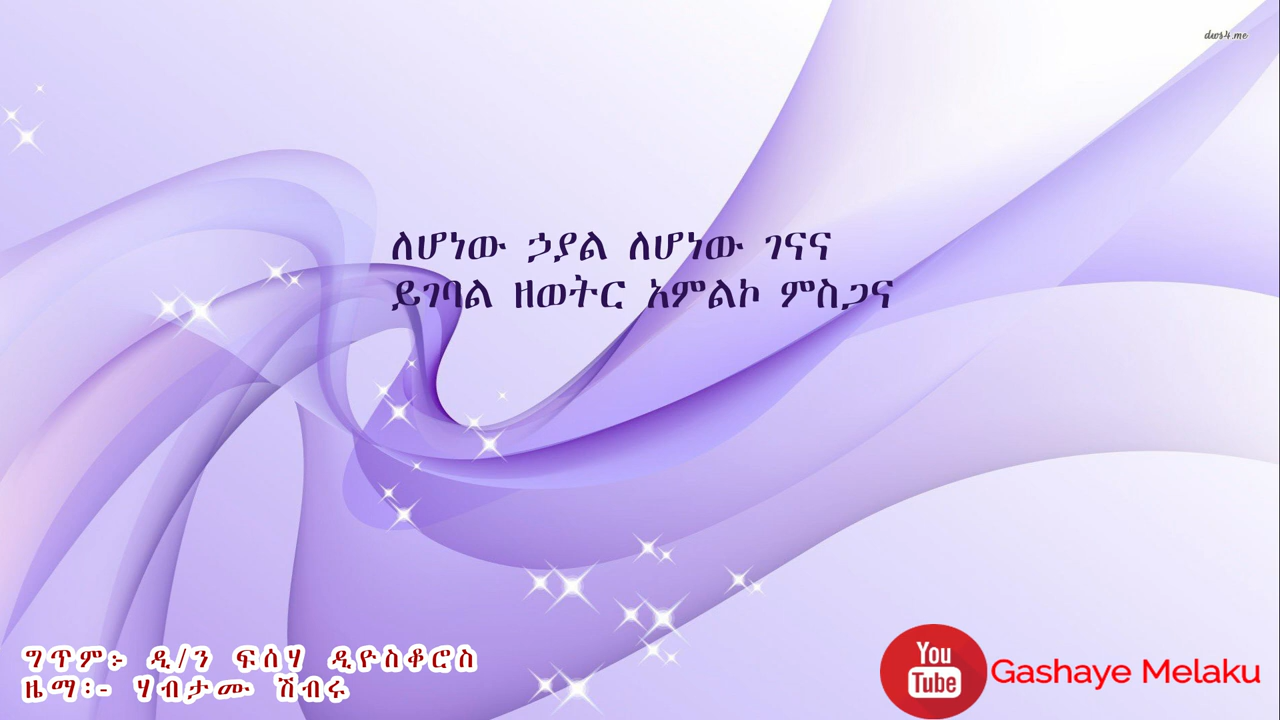 dws4.me
ለሆነው ኃያል ለሆነው ገናና
ይገባል ዘወትር አምልኮ ምስጋና
ግጥም፦ ዲ/ን ፍሰሃ ዲዮስቆሮስ
ዜማ፡- ሃብታሙ ሽብሩ
You
Tube
Gashaye Melaku